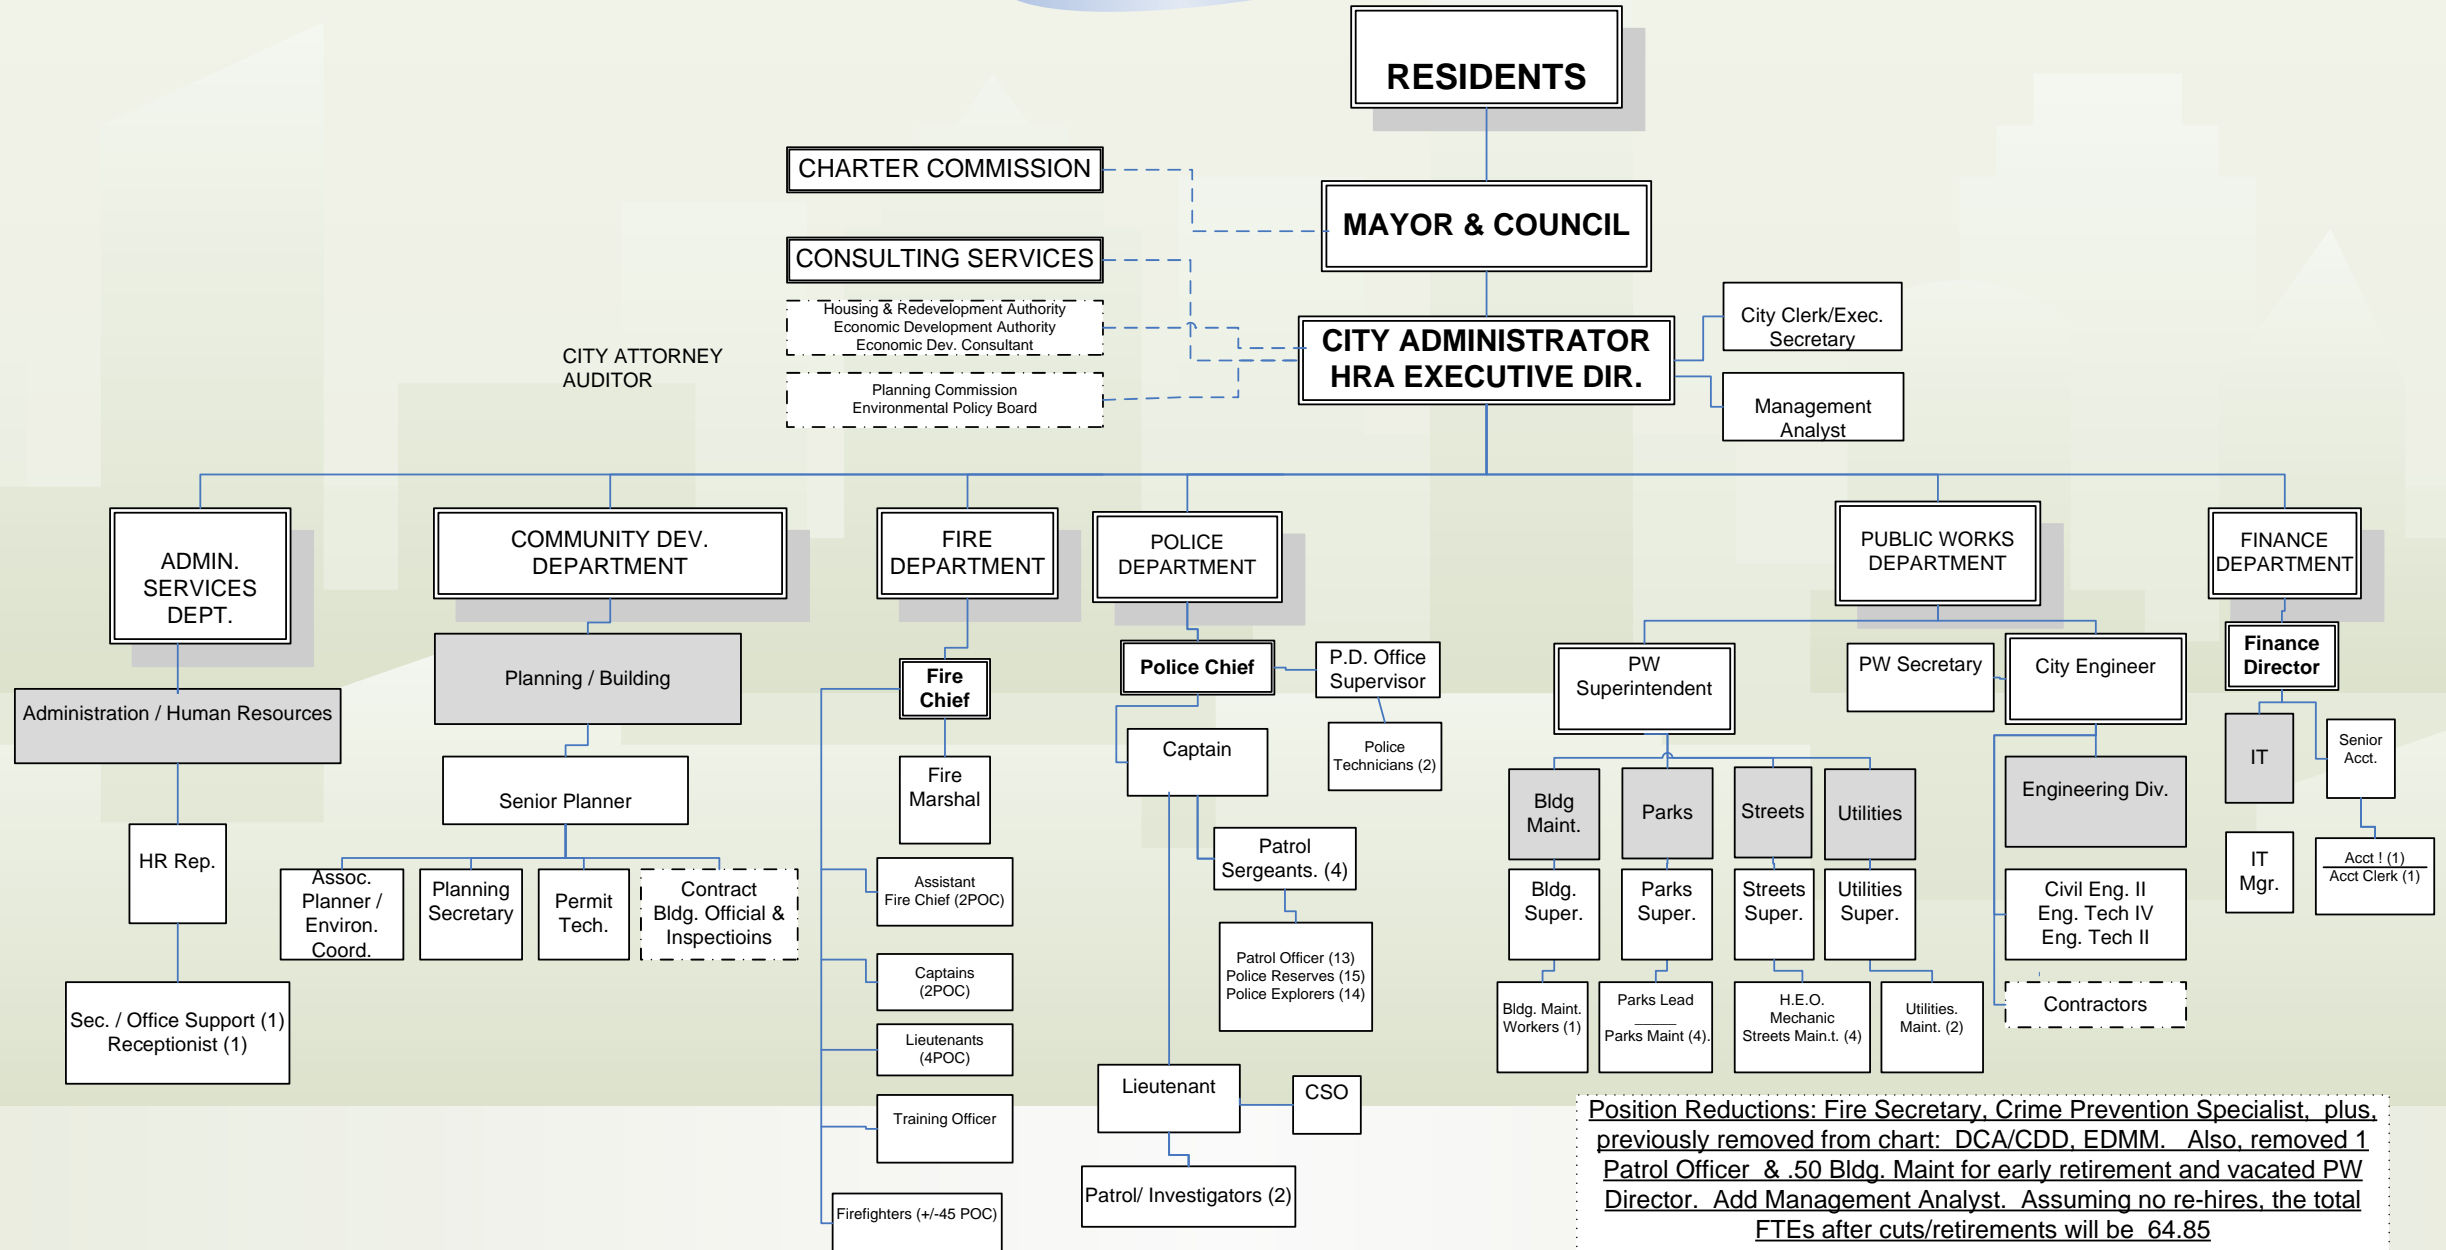 RESIDENTS
CHARTER COMMISSION
MAYOR & COUNCIL
CONSULTING SERVICES
Housing & Redevelopment Authority
Economic Development Authority
Economic Dev. Consultant
CITY ATTORNEY
AUDITOR
Planning Commission
Environmental Policy Board
CITY ADMINISTRATOR
HRA EXECUTIVE DIR.
City Clerk/Exec.
Secretary
Management
Analyst
ADMIN.
SERVICES
DEPT.
COMMUNITY DEV.
DEPARTMENT
FIRE
DEPARTMENT
POLICE
DEPARTMENT
PUBLIC WORKS
DEPARTMENT
FINANCE
DEPARTMENT
Administration / Human Resources
HR Rep.
Sec. / Office Support (1)
Receptionist (1)
Planning / Building
Senior Planner
Assoc.
Planner /
Environ.
Coord.
Planning
Secretary
Permit
Tech.
Contract
Bldg. Official &
Inspectioins
Fire
Chief
Fire
Marshal
Assistant
Fire Chief (2POC)
Captains
(2POC)
Lieutenants
(4POC)
Training Officer
Firefighters (+/-45 POC)
Police Chief
P.D. Office
Supervisor
Police
Technicians (2)
Captain
Patrol
Sergeants. (4)
Patrol Officer (13)
Police Reserves (15)
Police Explorers (14)
Lieutenant
CSO
Patrol/ Investigators (2)
PW
Superintendent
PW Secretary
City Engineer
Bldg
Maint.
Parks
Streets
Utilities
Bldg.
Super.
Parks
Super.
Streets
Super.
Utilities
Super.
Bldg. Maint.
Workers (1)
Parks Lead
Parks Maint (4).
H.E.O.
Mechanic
Streets Main.t. (4)
Utilities.
Maint. (2)
Engineering Div.
Civil Eng. II
Eng. Tech IV
Eng. Tech II
Contractors
Finance
Director
IT
Senior
Acct.
IT
Mgr.
Acct ! (1)
Acct Clerk (1)
Position Reductions: Fire Secretary, Crime Prevention Specialist, plus,
previously removed from chart: DCA/CDD, EDMM. Also, removed 1
Patrol Officer & .50 Bldg. Maint for early retirement and vacated PW
Director. Add Management Analyst. Assuming no re-hires, the total
FTEs after cuts/retirements will be 64.85